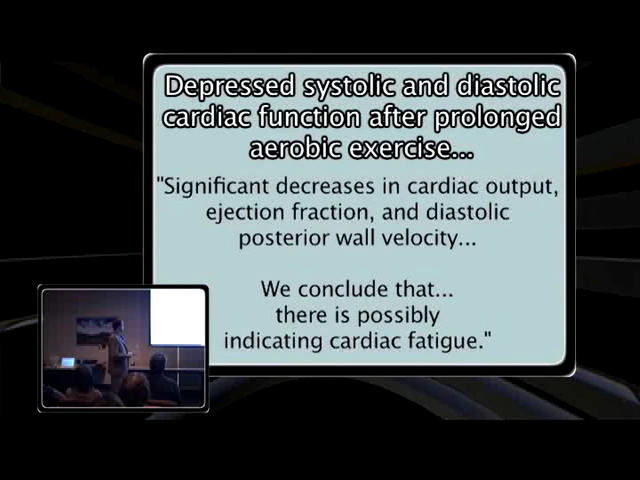 Depressed systolic and diastolic
cardiac function after prolonged
aerobic exercise...
"Significant decreases in cardiac output,
ejection fraction, and diastolic
posterior wall velocity...
We conclude that...
there is possibly
indicating cardiac fatigue."